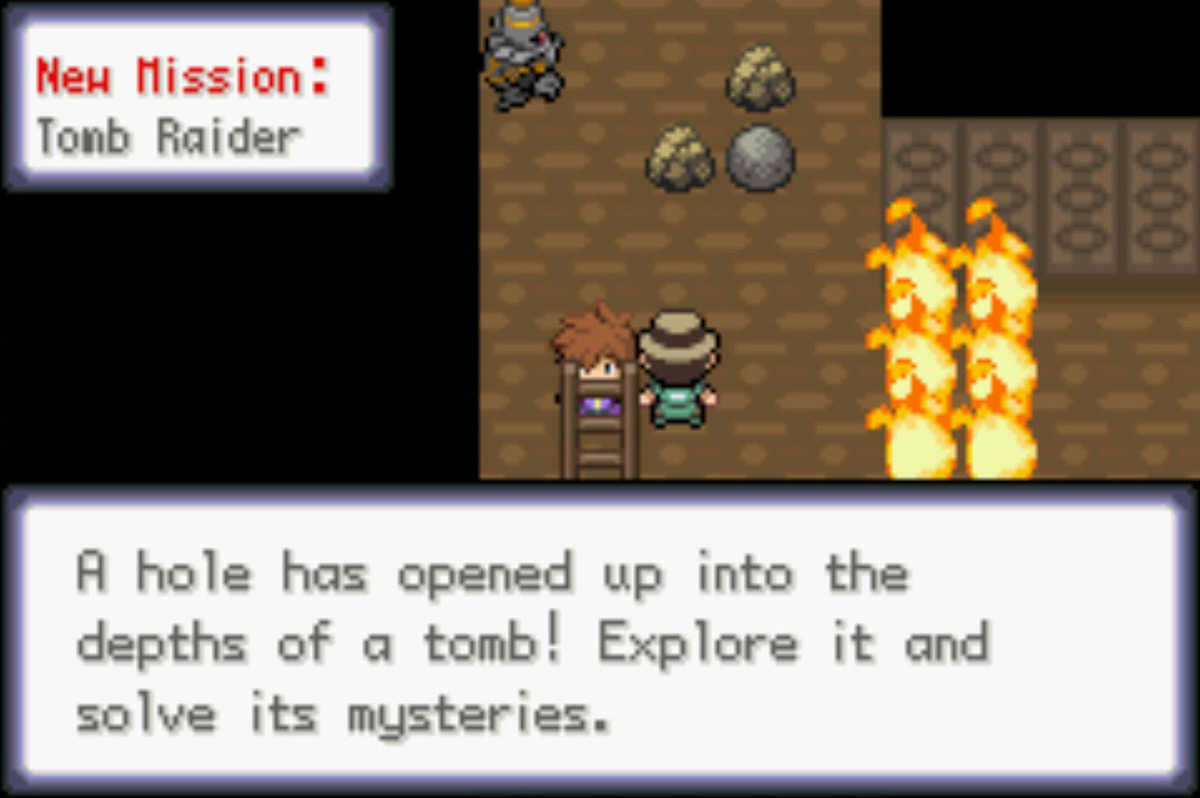 New Mission:
Tomb Raider
A hole has opened up into the
depths of a tomb! Explore it and
solve its mysteries.